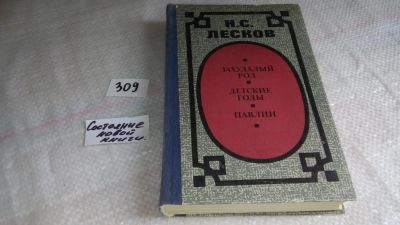 Н.С.
ЛЕСКОВ
ЗАХУДАЛЫЙ
РОД
ДЕТСКИЕ
ГОДЫ
ПАВЛИН
309
Состояние
новой
книги.